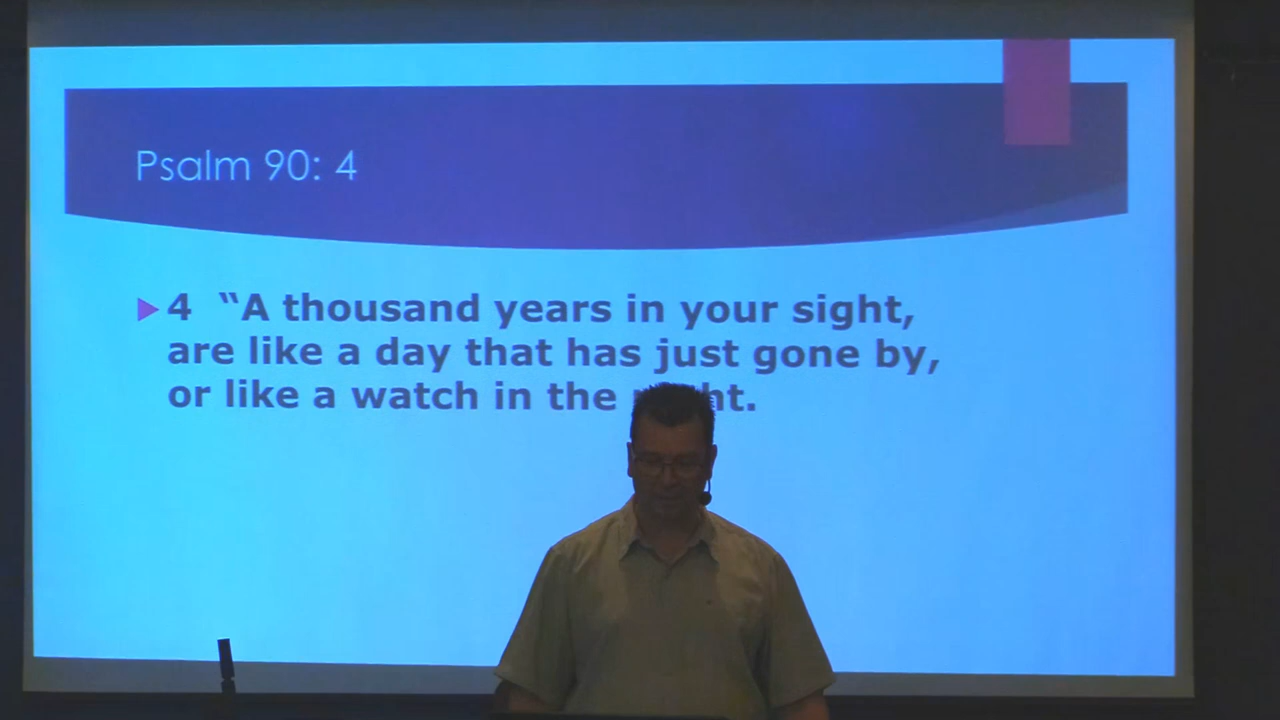 Psalm 90: 4
4 “A thousand years in your sight,
are like a day that has just gone by,
or like a watch in the